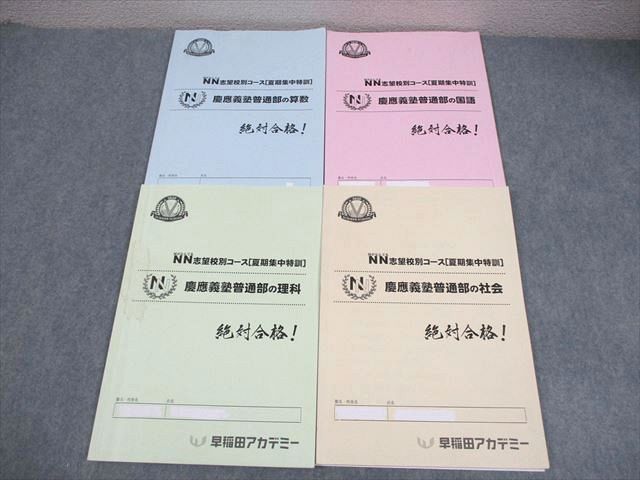 NN志望校別コース[夏期集中特訓]
N 慶應義塾普通部の算数
絶対合格!
NN志望校別コース[夏期集中特訓]
N 慶應義塾普通部の国語
絶対合格!
NN志望校別コース[夏期集中特訓]
N 慶應義塾普通部の理科
絶対合格!
氏名
早稲田アカデミー
NN志望校別コース[夏期集中特訓]
N 慶應義塾普通部の社会
絶対合格!
氏名
早稲田アカデミー